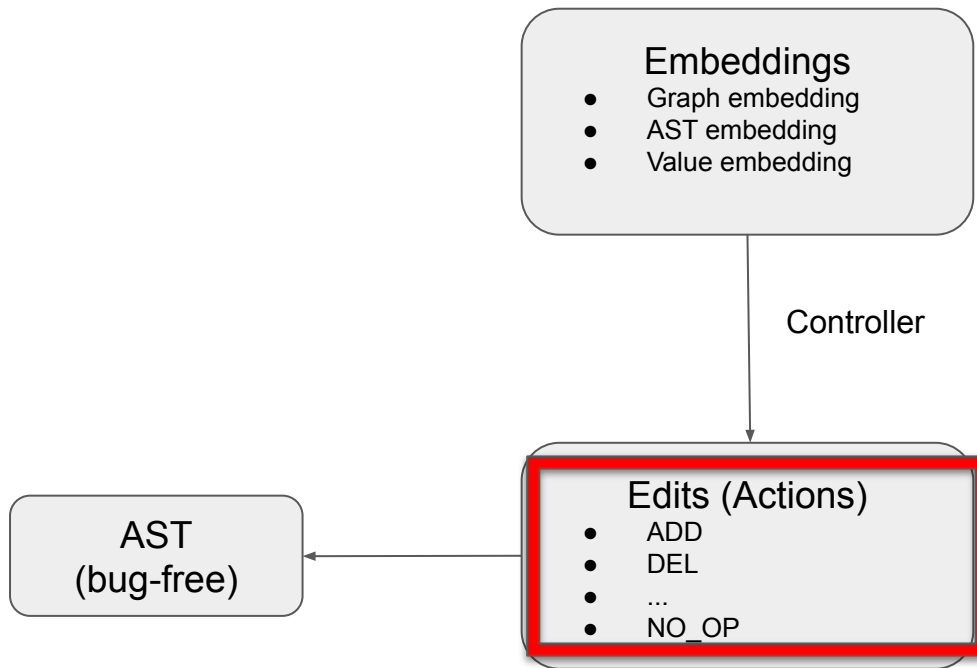 Embeddings
● Graph embedding
● AST embedding
● Value embedding
Controller
Edits (Actions)
● ADD
● DEL
● ...
● NO_OP
AST
(bug-free)